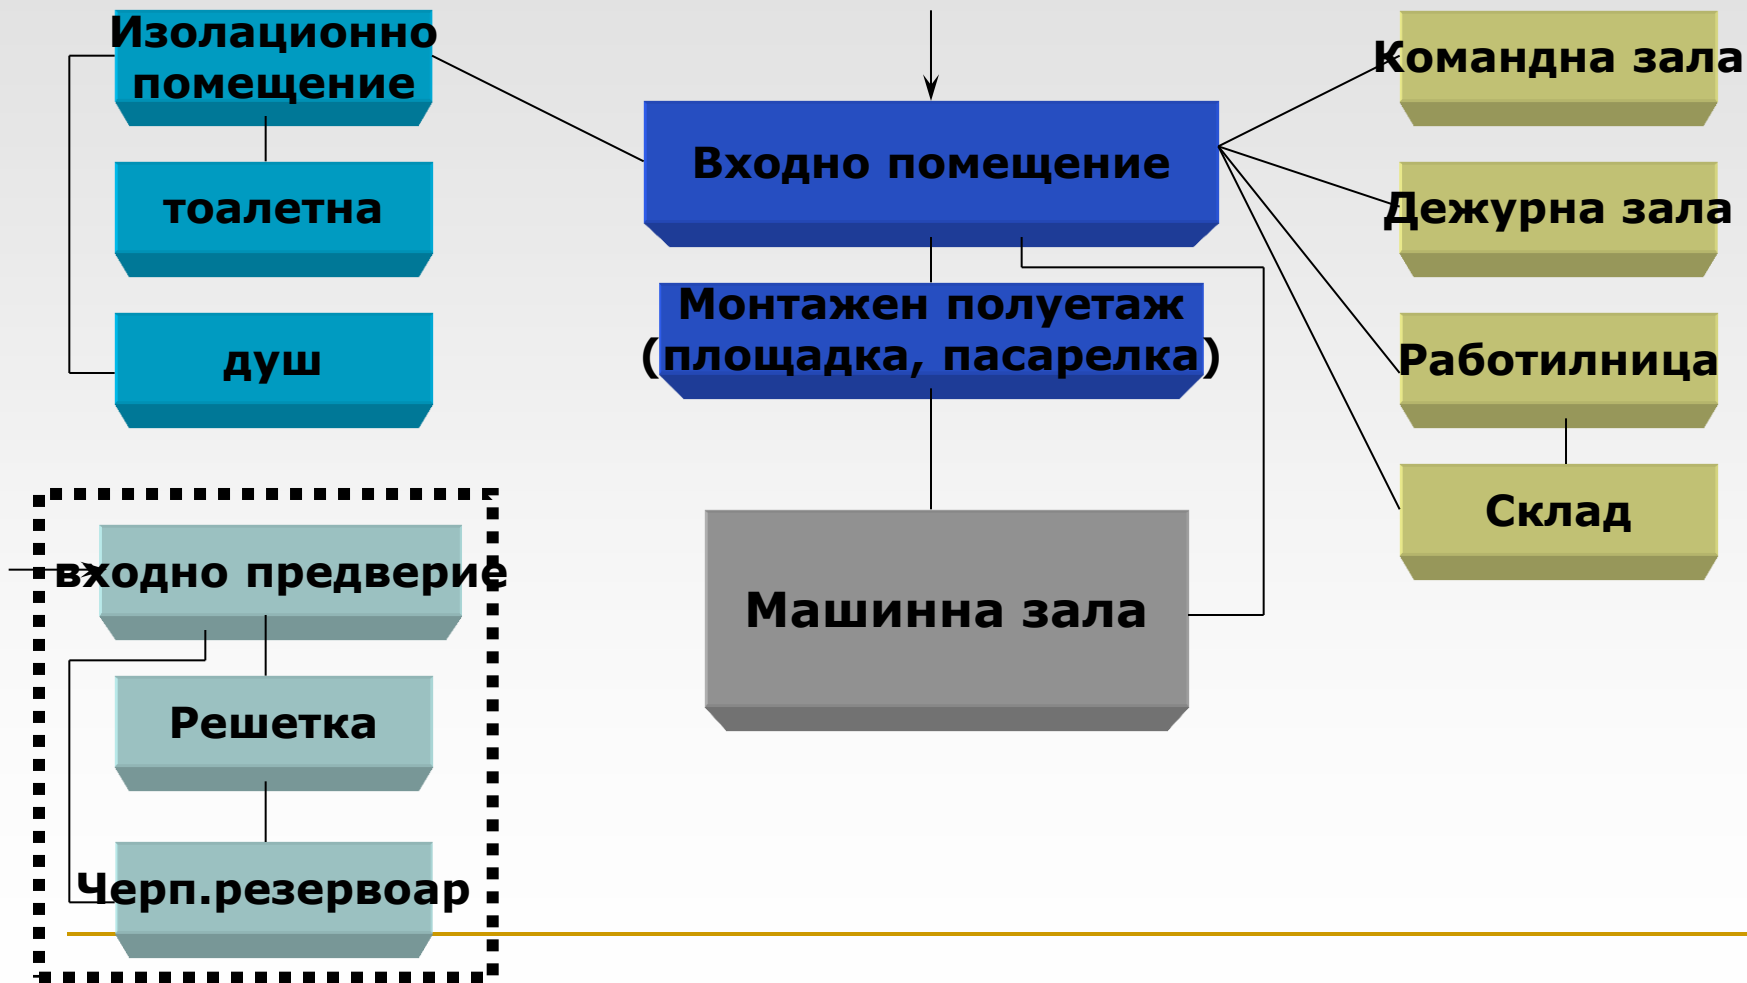 Изолационно
помещение
тоалетна
душ
Входно помещение
Монтажен полуетаж
(площадка, пасарелка)
Машинна зала
Командна зала
Дежурна зала
Работилница
Склад
входно предверие
Решетка
Черп.резервоар